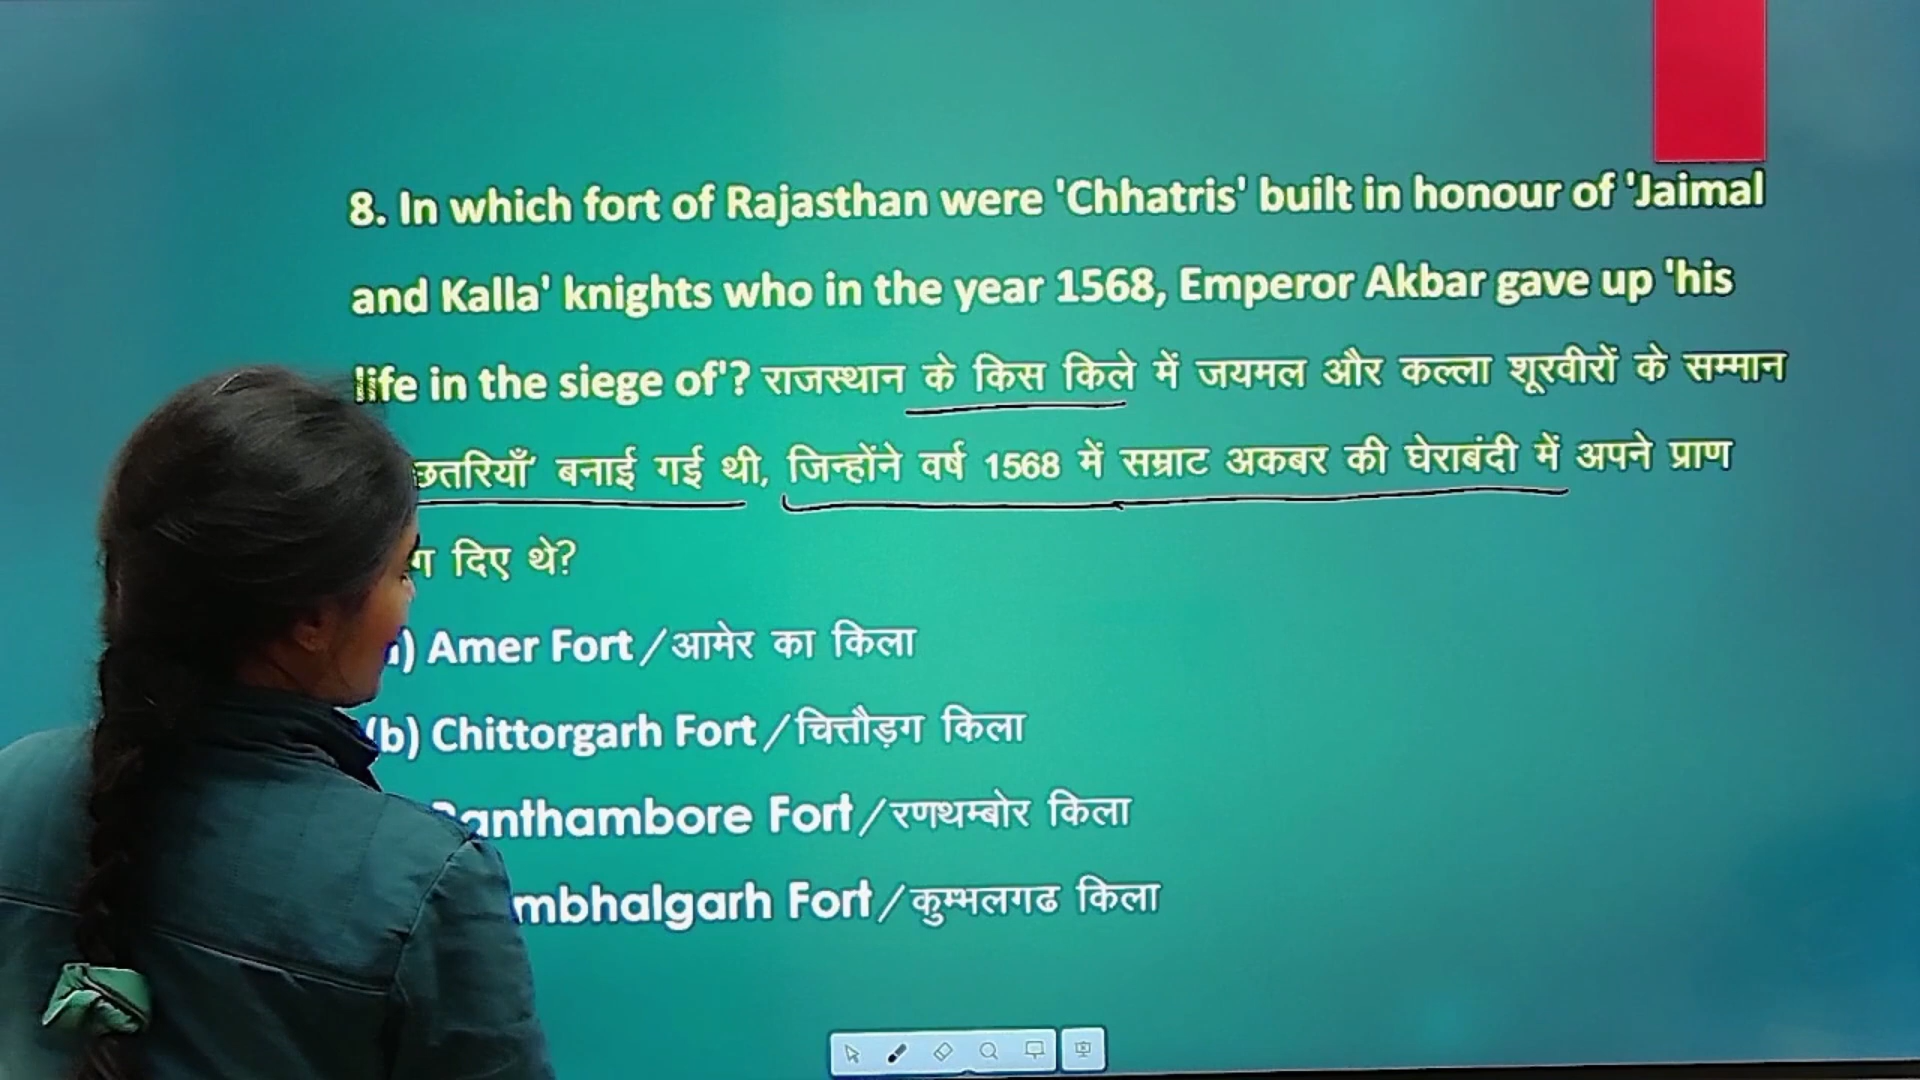 8. In which fort of Rajasthan were 'Chhatris' built in honour of 'Jaimal
and Kalla' knights who in the year 1568, Emperor Akbar gave up 'his
life in the siege of'? राजस्थान के किस किले में जयमल और कल्ला शूरवीरों के सम्मान
छतरियाँ' बनाई गई थी, जिन्होंने वर्ष 1568 में सम्राट अकबर की घेराबंदी में अपने प्राण
दिए थे?
Amer Fort /आमेर का किला
(b) Chittorgarh Fort /चित्तौड़ग किला
Fort /रणथम्बोर किला
Fort /कुम्भलगढ किला